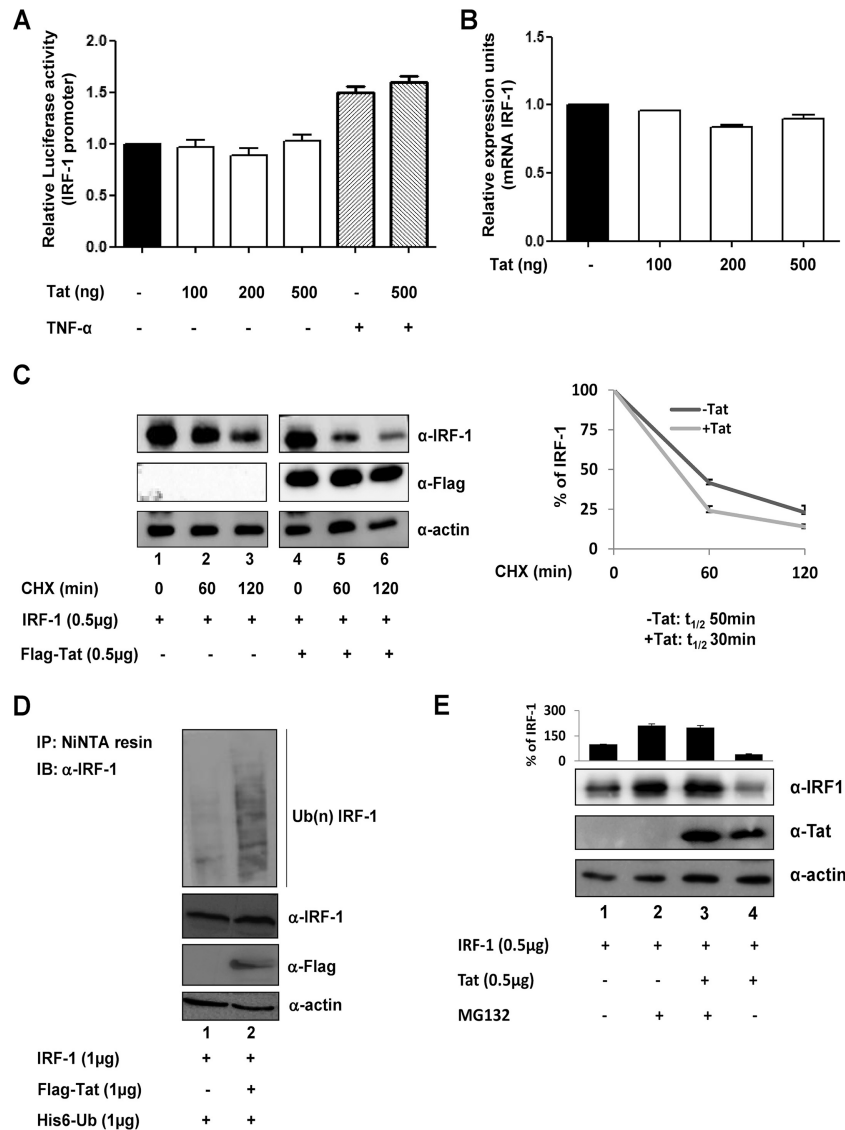 A
Relative Luciferase activity
(IRF-1 promoter)
2.0
1.5
1.0
0.5
0.0
Tat (ng) - 100 200 500 - 500
TNF-α - - - - + +
B
Relative expression units
(mRNA IRF-1)
1.5
1.0
0.5
0.0
Tat (ng) - 100 200 500
C
α-IRF-1
α-Flag
α-actin
1 2 3 4 5 6
CHX (min) 0 60 120 0 60 120
IRF-1 (0.5µg) + + + + + +
Flag-Tat (0.5µg) - - - + + +
% of IRF-1
100
75
50
25
0
-Tat
+Tat
CHX (min) 0 60 120
-Tat: t1/2 50min
+Tat: t1/2 30min
D
IP: NiNTA resin
IB: α-IRF-1
Ub(n) IRF-1
α-IRF-1
α-Flag
α-actin
1 2
IRF-1 (1µg) + +
Flag-Tat (1µg) - +
His6-Ub (1µg) + +
E
% of IRF-1
300
150
0
α-IRF1
α-Tat
α-actin
1 2 3 4
IRF-1 (0.5µg) + + + +
Tat (0.5µg) - - + +
MG132 - + + -